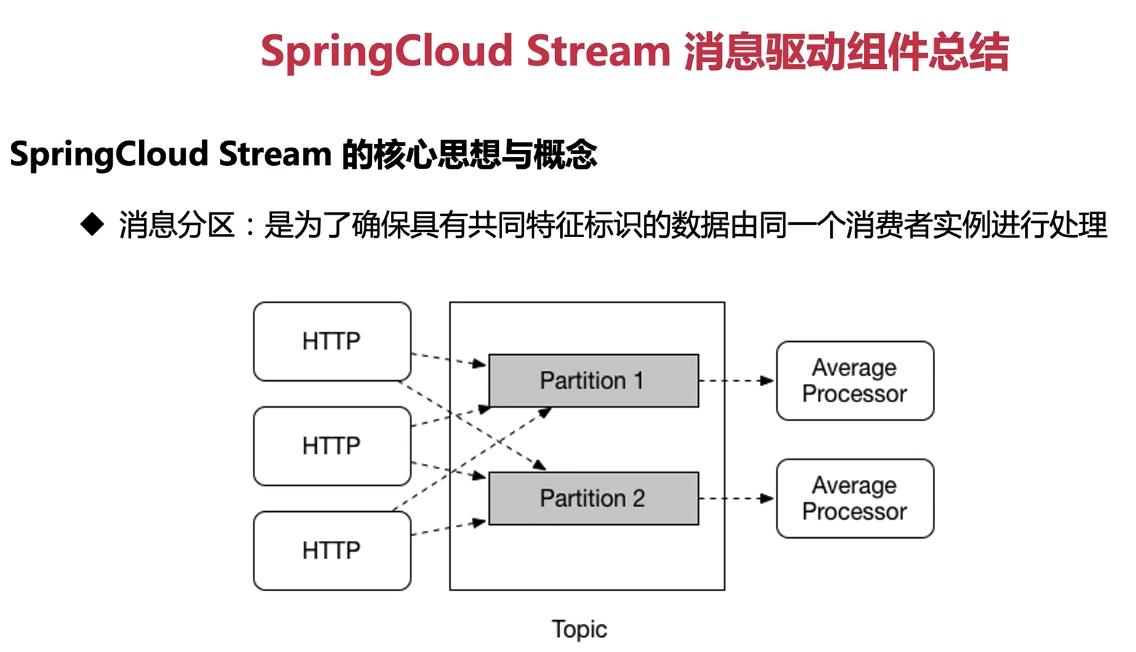 SpringCloud Stream 消息驱动组件总结
SpringCloud Stream 的核心思想与概念
◆ 消息分区：是为了确保具有共同特征标识的数据由同一个消费者实例进行处理
HTTP
HTTP
HTTP
Partition 1
Partition 2
Average
Processor
Average
Processor
Topic